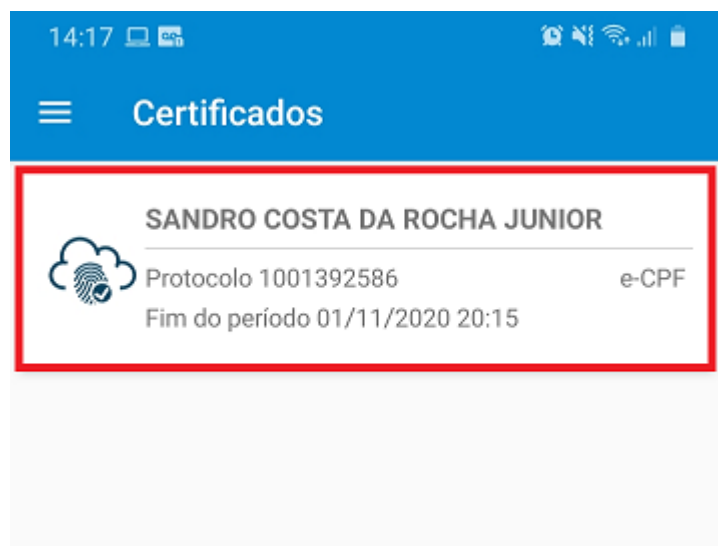 14:17
Certificados
SANDRO COSTA DA ROCHA JUNIOR
Protocolo 1001392586 e-CPF
Fim do período 01/11/2020 20:15